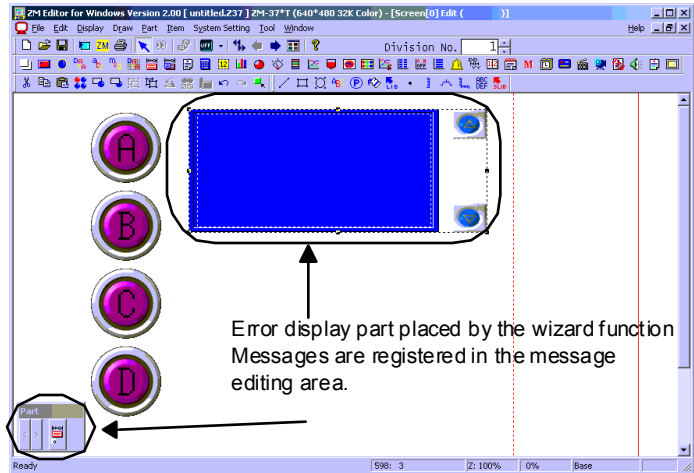 ZM Editor for Windows Version 2.00 [ untitled.Z37 ] ZM-37*T (640*480 32K Color) - [Screen[0] Edit ( )]
File Edit Display Draw Part Item System Setting Tool Window Help
Division No. 1
ABC
DEF
A
B
C
D
Error display part placed by the wizard function
Messages are registered in the message
editing area.
Part
Ready 598: 3 Z: 100% 0% Base